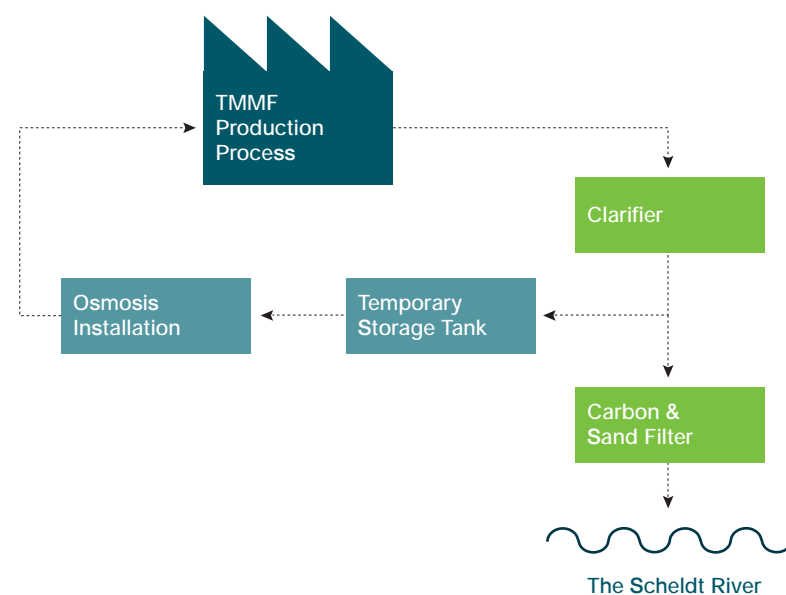 TMMF
Production
Process
Clarifier
Osmosis
Installation
Temporary
Storage Tank
Carbon &
Sand Filter
The Scheldt River